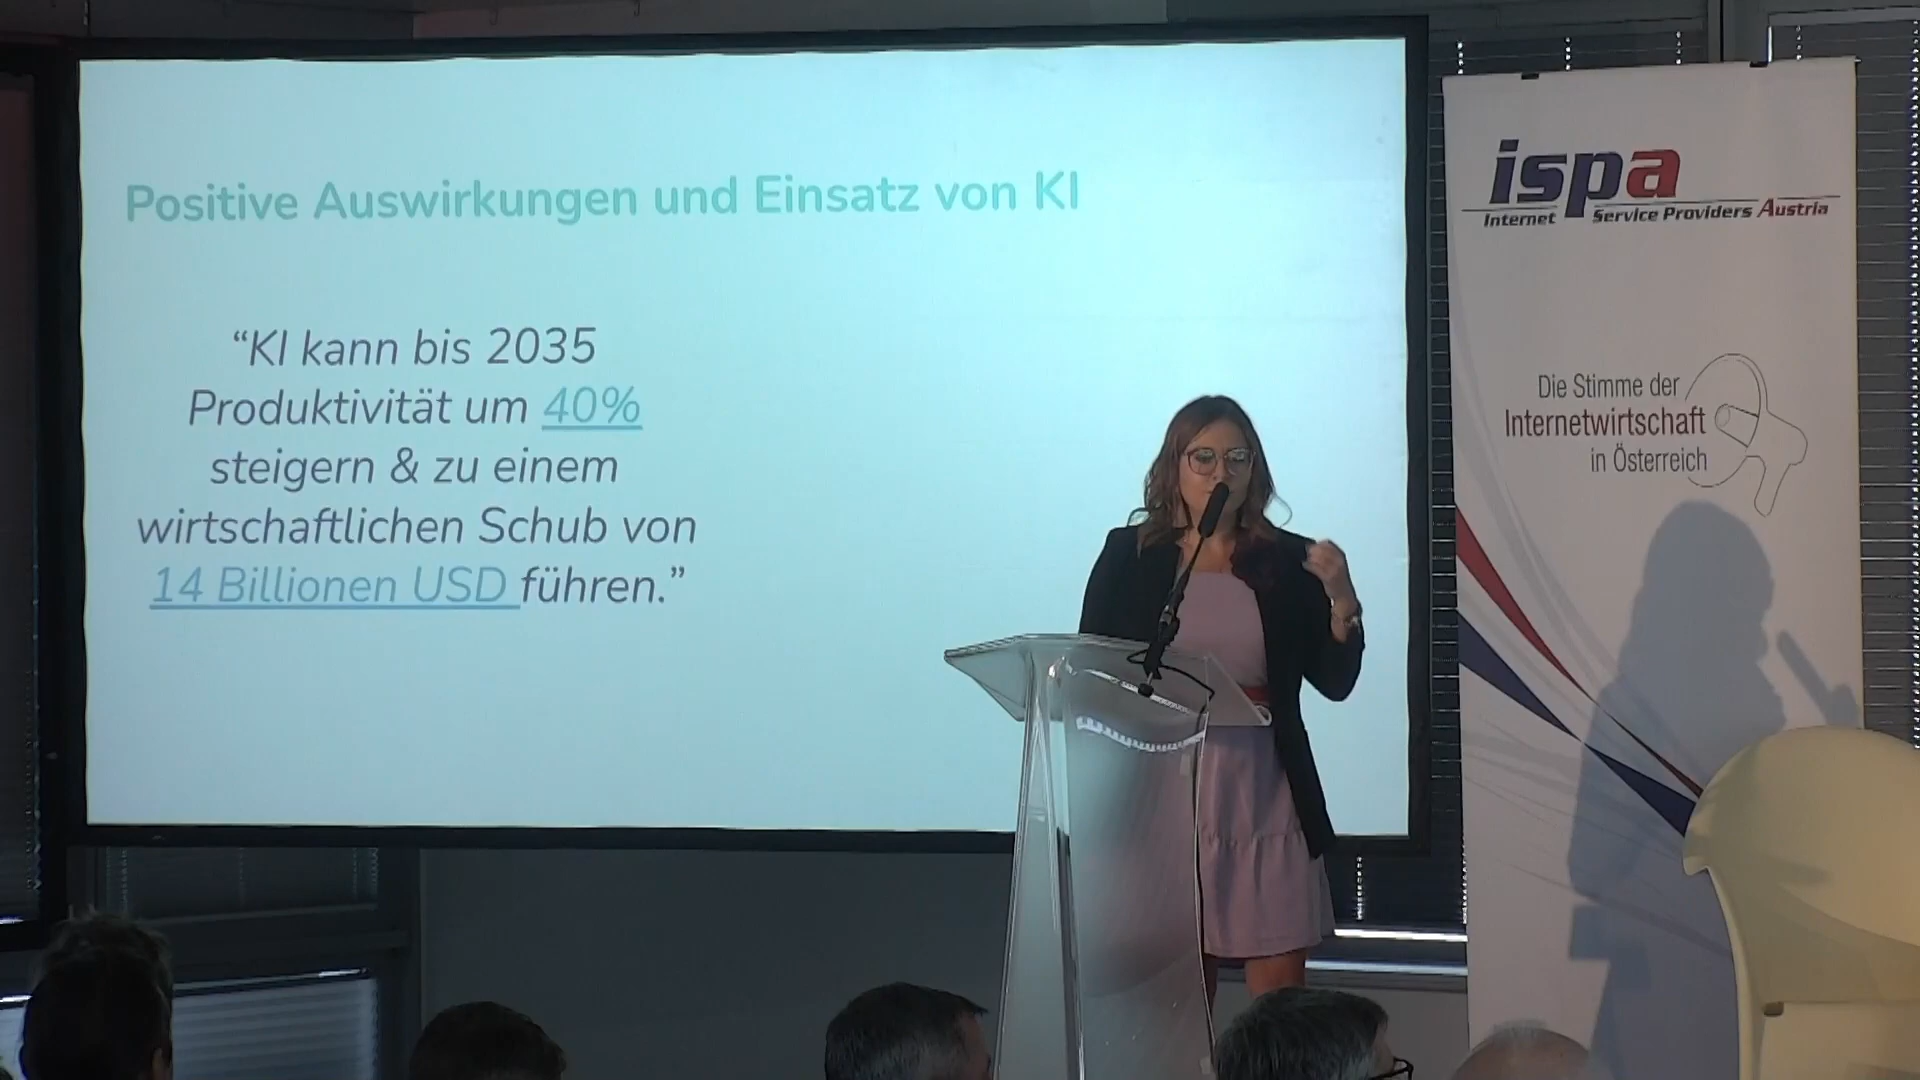 Positive Auswirkungen und Einsatz von KI
“KI kann bis 2035
Produktivität um 40%
steigern & zu einem
wirtschaftlichen Schub von
14 Billionen USD führen.”
ispa
Internet Service Providers Austria
Die Stimme der
Internetwirtschaft
in Österreich